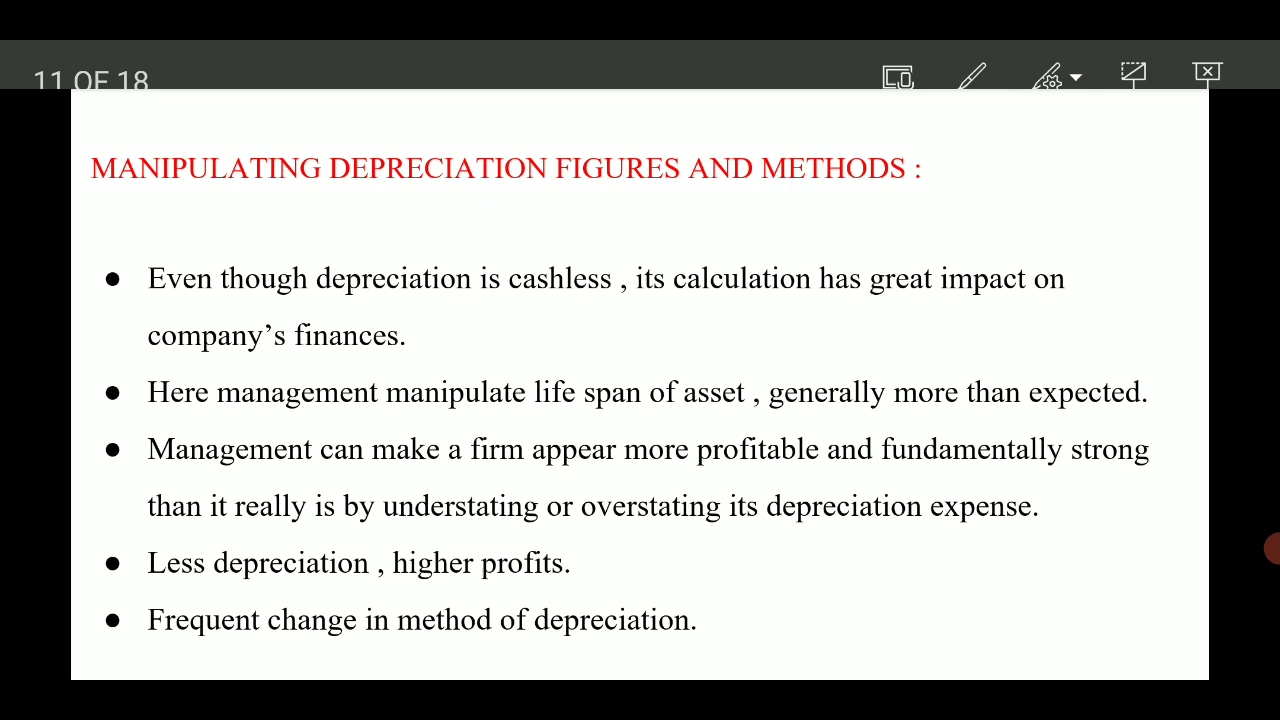 11 OF 18
MANIPULATING DEPRECIATION FIGURES AND METHODS :
● Even though depreciation is cashless , its calculation has great impact on
company’s finances.
● Here management manipulate life span of asset , generally more than expected.
● Management can make a firm appear more profitable and fundamentally strong
than it really is by understating or overstating its depreciation expense.
● Less depreciation , higher profits.
● Frequent change in method of depreciation.